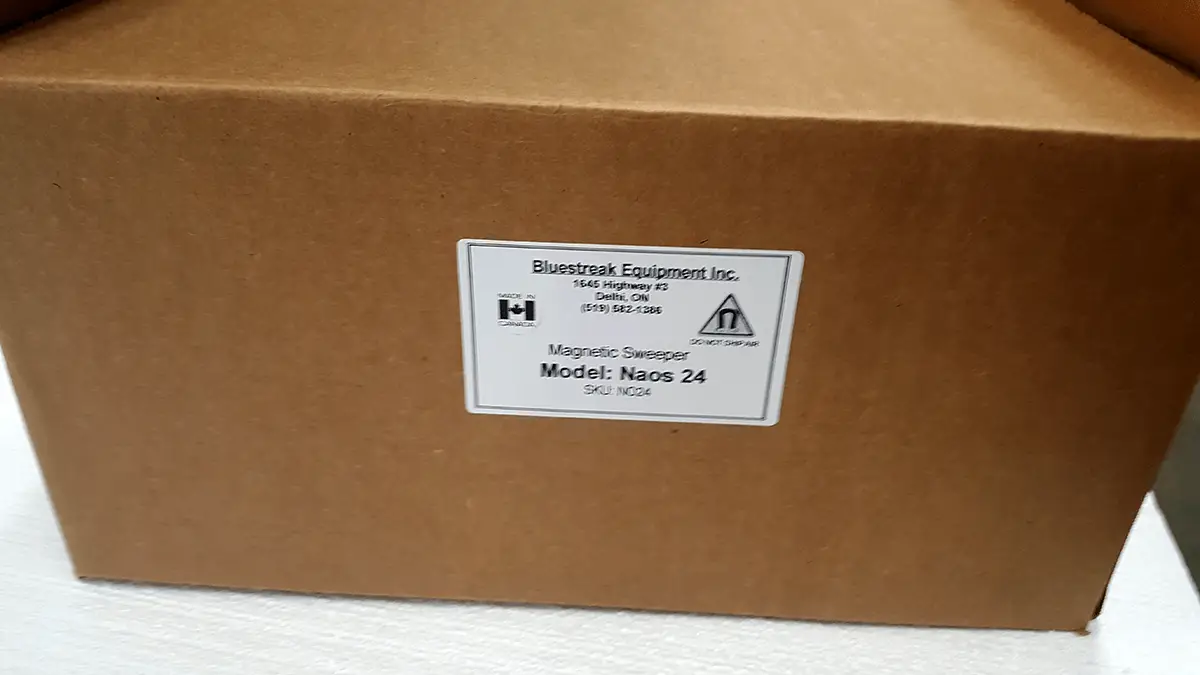 Bluestreak Equipment Inc.
1645 Highway #3
Delhi, ON
(519) 582-1386
MADE IN
CANADA
DO NOT SHIP AIR
Magnetic Sweeper
Model: Naos 24
SKU: NO24